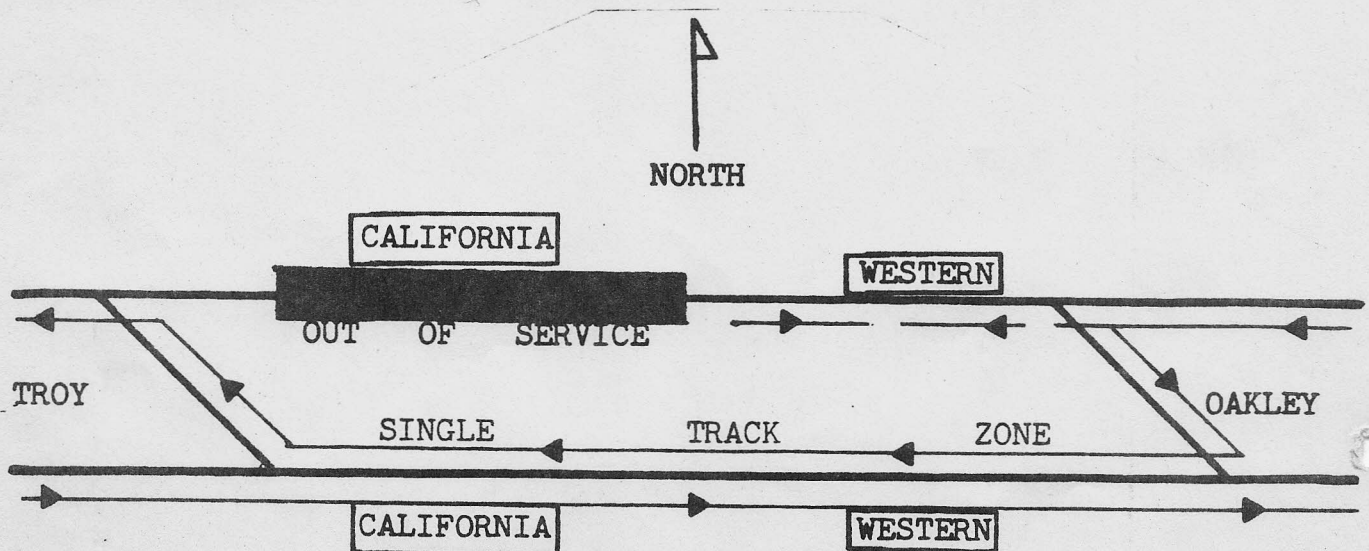 NORTH
CALIFORNIA
WESTERN
OUT OF SERVICE
TROY
OAKLEY
SINGLE TRACK ZONE
CALIFORNIA
WESTERN